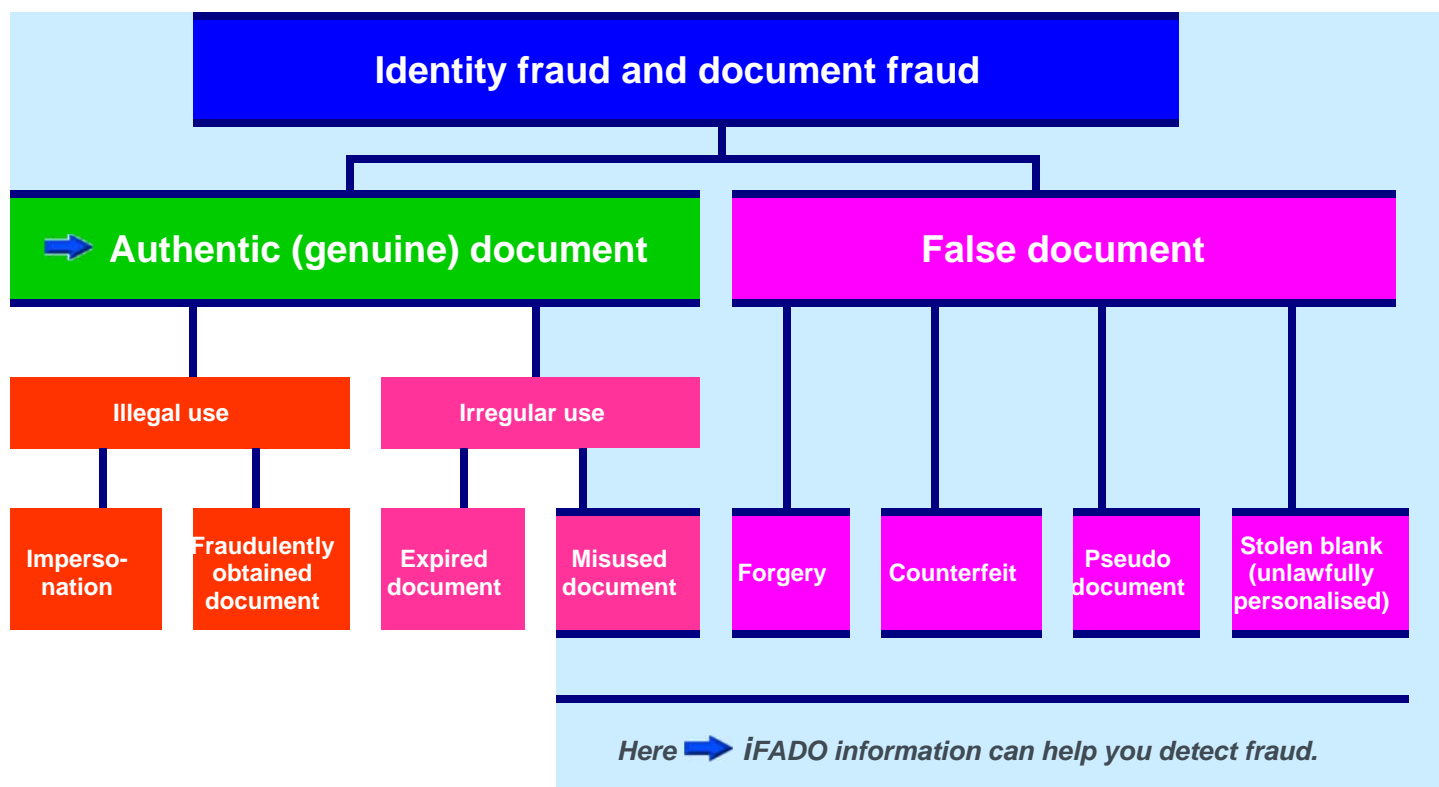 Identity fraud and document fraud
Authentic (genuine) document
False document
Illegal use
Irregular use
Imperso-
nation
Fraudulently
obtained
document
Expired
document
Misused
document
Forgery
Counterfeit
Pseudo
document
Stolen blank
(unlawfully
personalised)
Here iFADO information can help you detect fraud.